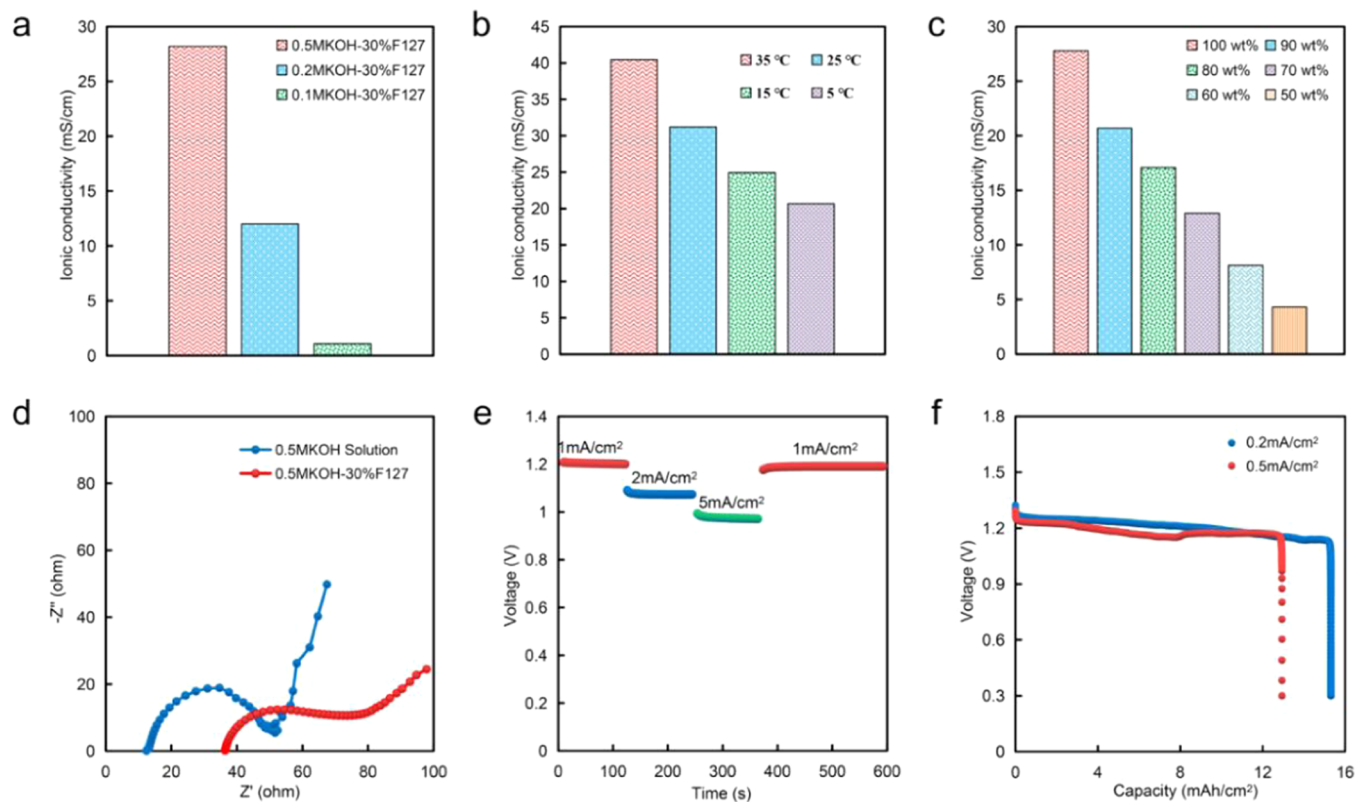 a
Ionic conductivity (mS/cm)
30
25
20
15
10
5
0
0.5MKOH-30%F127
0.2MKOH-30%F127
0.1MKOH-30%F127
b
Ionic conductivity (mS/cm)
45
40
35
30
25
20
15
10
5
0
35 ℃
25 ℃
15 ℃
5 ℃
c
Ionic conductivity (mS/cm)
30
25
20
15
10
5
0
100 wt%
90 wt%
80 wt%
70 wt%
60 wt%
50 wt%
d
-Z" (ohm)
100
80
60
40
20
0
0.5MKOH Solution
0.5MKOH-30%F127
0 20 40 60 80 100
Z' (ohm)
e
Voltage (V)
1.4
1.2
1
0.8
0.6
0.4
0.2
0
1mA/cm²
2mA/cm²
5mA/cm²
1mA/cm²
0 100 200 300 400 500 600
Time (s)
f
Voltage (V)
1.8
1.5
1.2
0.9
0.6
0.3
0
0.2mA/cm²
0.5mA/cm²
0 4 8 12 16
Capacity (mAh/cm²)